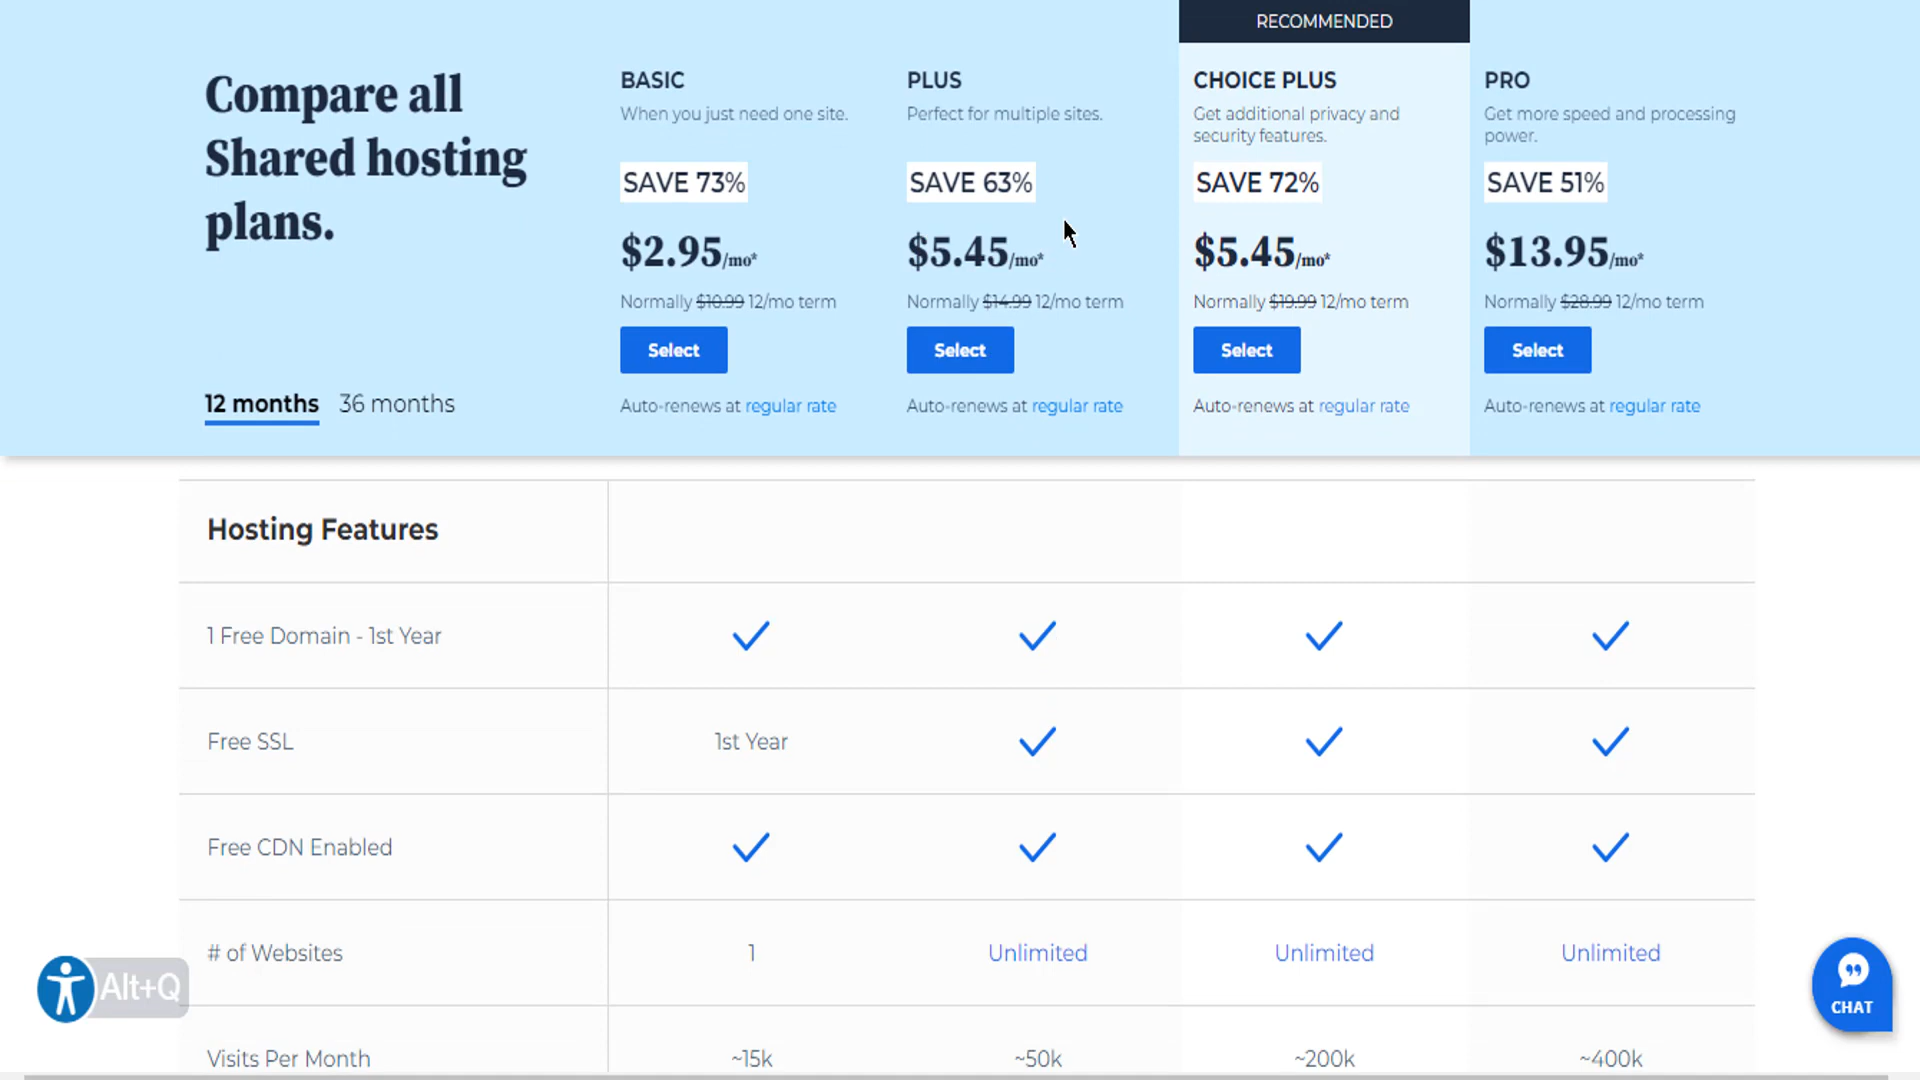 RECOMMENDED
Compare all
Shared hosting
plans.
12 months 36 months
BASIC
When you just need one site.
SAVE 73%
$2.95/mo*
Normally $10.99 12/mo term
Select
Auto-renews at regular rate
PLUS
Perfect for multiple sites.
SAVE 63%
$5.45/mo*
Normally $14.99 12/mo term
Select
Auto-renews at regular rate
CHOICE PLUS
Get additional privacy and
security features.
SAVE 72%
$5.45/mo*
Normally $19.99 12/mo term
Select
Auto-renews at regular rate
PRO
Get more speed and processing
power.
SAVE 51%
$13.95/mo*
Normally $28.99 12/mo term
Select
Auto-renews at regular rate
Hosting Features
1 Free Domain - 1st Year
Free SSL 1st Year
Free CDN Enabled
# of Websites 1 Unlimited Unlimited Unlimited
Visits Per Month ~15k ~50k ~200k ~400k
Alt+Q
CHAT